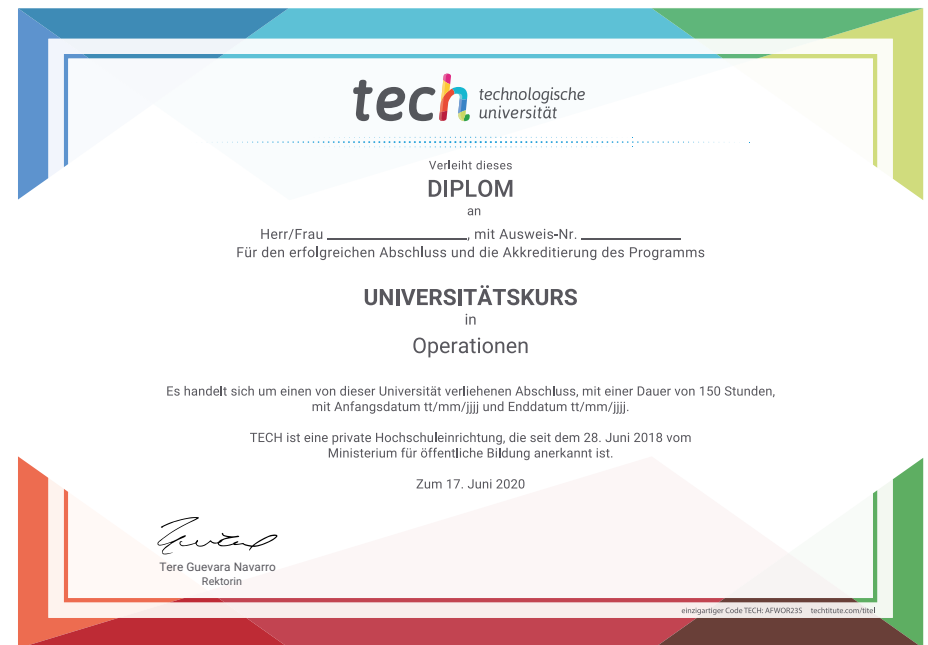 tech technologische
universität
Verleiht dieses
DIPLOM
an
Herr/Frau ____________________, mit Ausweis-Nr. ______________
Für den erfolgreichen Abschluss und die Akkreditierung des Programms
UNIVERSITÄTSKURS
in
Operationen
Es handelt sich um einen von dieser Universität verliehenen Abschluss, mit einer Dauer von 150 Stunden,
mit Anfangsdatum tt/mm/jjjj und Enddatum tt/mm/jjjj.
TECH ist eine private Hochschuleinrichtung, die seit dem 28. Juni 2018 vom
Ministerium für öffentliche Bildung anerkannt ist.
Zum 17. Juni 2020
Tere Guevara Navarro
Rektorin
einzigartiger Code TECH: AFWOR23S techtitute.com/titel